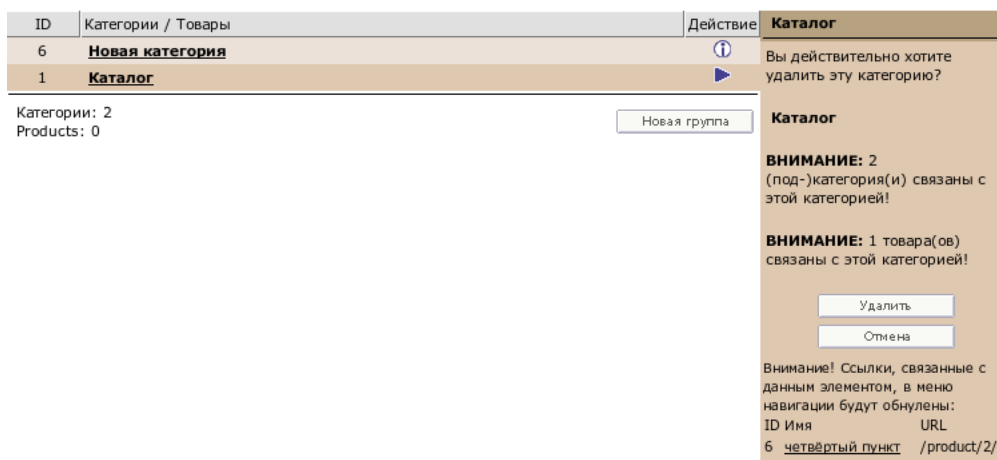 ID Категории / Товары Действие
6 Новая категория
1 Каталог
Категории: 2
Products: 0
Новая группа
Каталог
Вы действительно хотите
удалить эту категорию?
Каталог
ВНИМАНИЕ: 2
(под-)категория(и) связаны с
этой категорией!
ВНИМАНИЕ: 1 товара(ов)
связаны с этой категорией!
Удалить
Отмена
Внимание! Ссылки, связанные с
данным элементом, в меню
навигации будут обнулены:
ID Имя URL
6 четвёртый пункт /product/2/